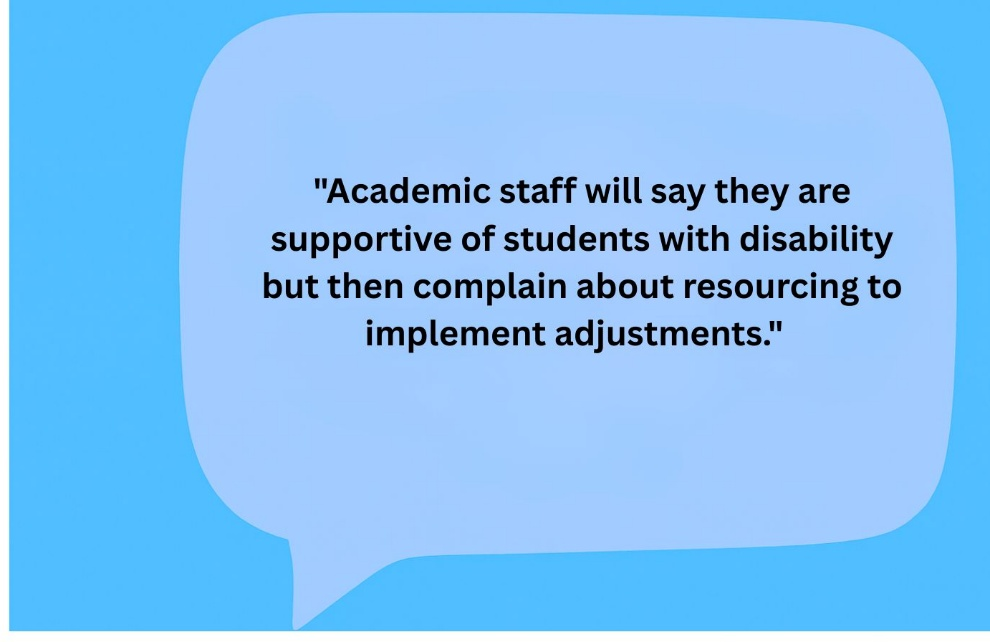 "Academic staff will say they are
supportive of students with disability
but then complain about resourcing to
implement adjustments."